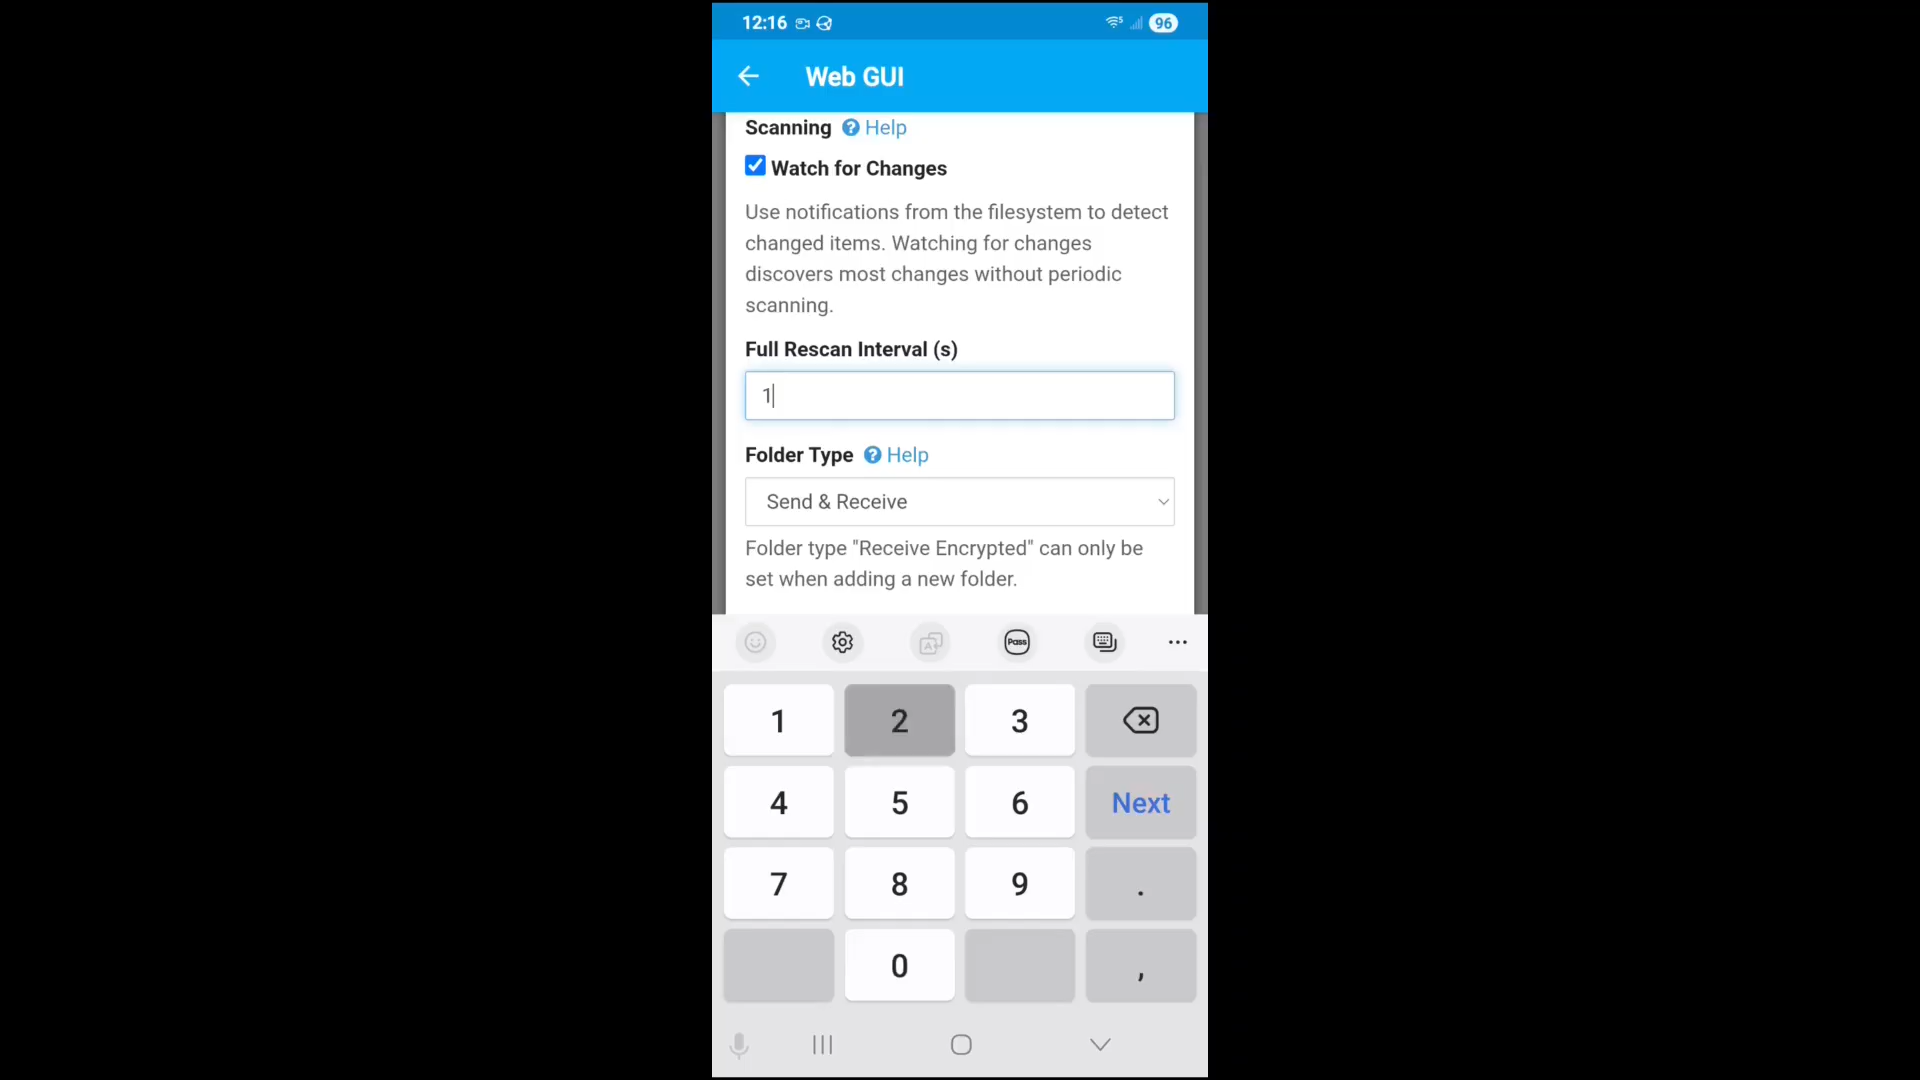 12:16
5
96
Web GUI
Scanning Help
Watch for Changes
Use notifications from the filesystem to detect
changed items. Watching for changes
discovers most changes without periodic
scanning.
Full Rescan Interval (s)
1
Folder Type Help
Send & Receive
Folder type "Receive Encrypted" can only be
set when adding a new folder.
Pass
1 2 3
4 5 6 Next
7 8 9 .
0 ,